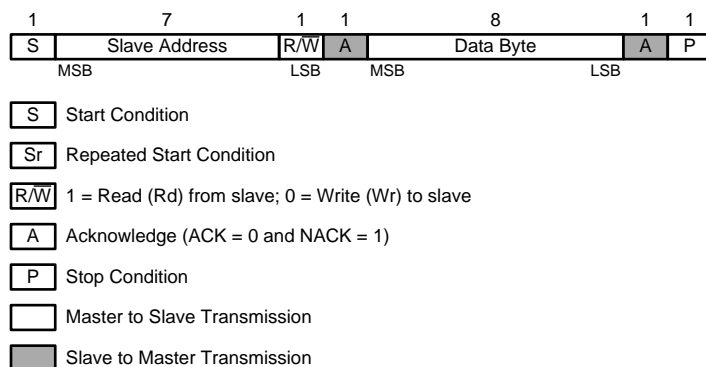 1 7 1 1 8 1 1
S Slave Address R/W̅ A Data Byte A P
MSB LSB MSB LSB
S Start Condition
Sr Repeated Start Condition
R/W̅ 1 = Read (Rd) from slave; 0 = Write (Wr) to slave
A Acknowledge (ACK = 0 and NACK = 1)
P Stop Condition
Master to Slave Transmission
Slave to Master Transmission